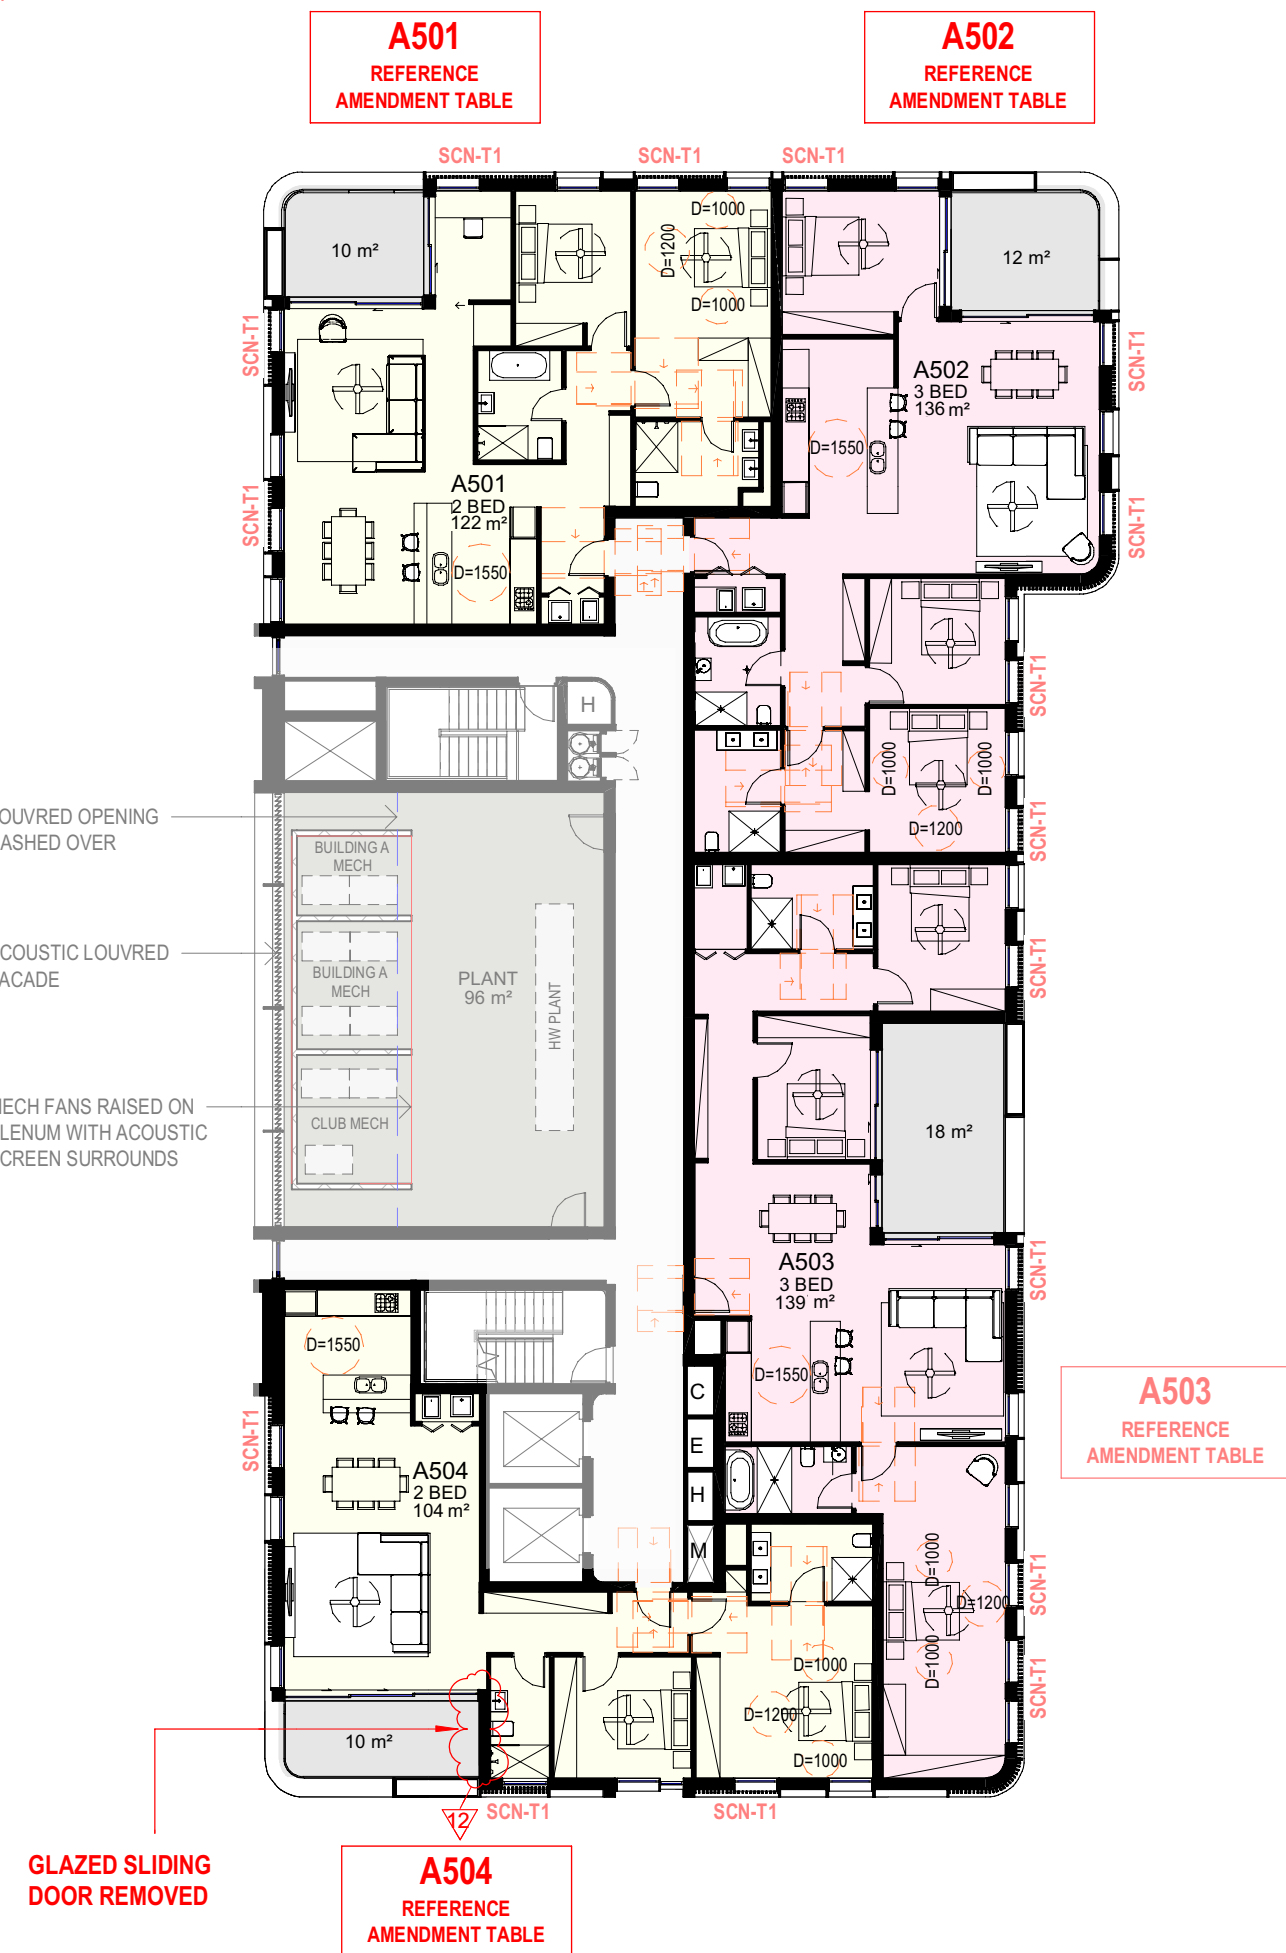 A501
REFERENCE
AMENDMENT TABLE
A502
REFERENCE
AMENDMENT TABLE
SCN-T1
SCN-T1
SCN-T1
10 m²
D=1000
D=1200
D=1000
12 m²
SCN-T1
SCN-T1
A502
3 BED
136 m²
D=1550
A501
2 BED
122 m²
D=1550
SCN-T1
SCN-T1
H
SCN-T1
D=1000
D=1000
D=1200
SCN-T1
OUVRED OPENING
ASHED OVER
BUILDING A
MECH
COUSTIC LOUVRED
ACADE
BUILDING A
MECH
PLANT
96 m²
HW PLANT
SCN-T1
MECH FANS RAISED ON
LENUM WITH ACOUSTIC
CREEN SURROUNDS
CLUB MECH
18 m²
A503
3 BED
139 m²
SCN-T1
D=1550
D=1550
C
E
H
M
A503
REFERENCE
AMENDMENT TABLE
SCN-T1
A504
2 BED
104 m²
D=1000
D=1200
D=1000
SCN-T1
SCN-T1
D=1000
D=1200
D=1000
10 m²
12
SCN-T1
SCN-T1
GLAZED SLIDING
DOOR REMOVED
A504
REFERENCE
AMENDMENT TABLE